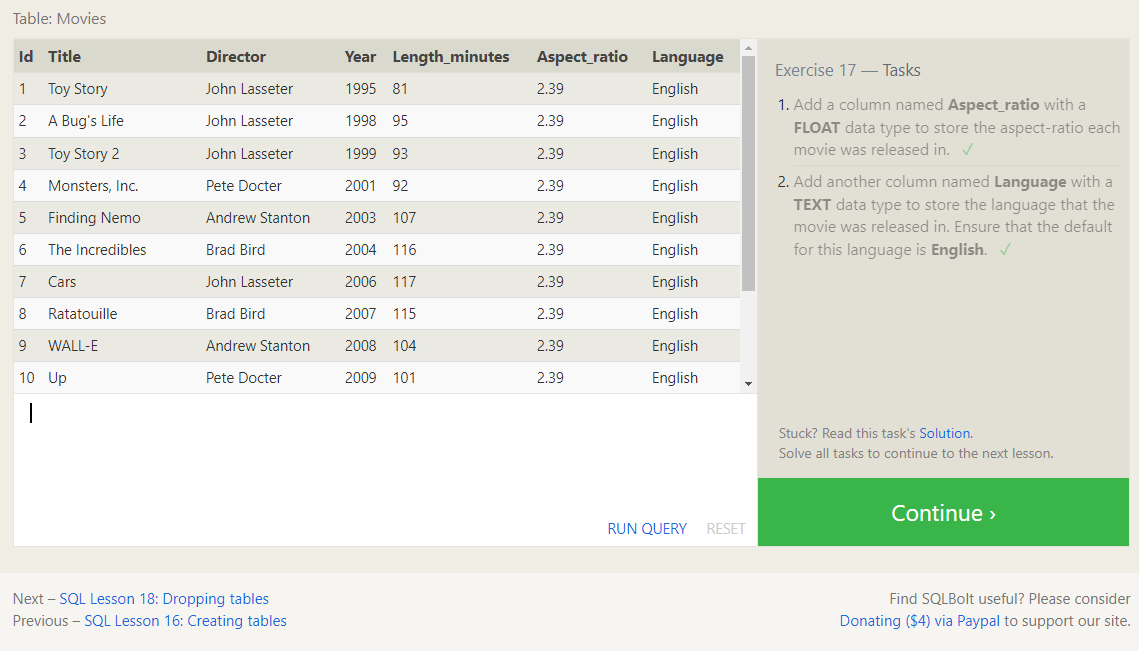 Table: Movies
Id Title Director Year Length_minutes Aspect_ratio Language
1 Toy Story John Lasseter 1995 81 2.39 English
2 A Bug's Life John Lasseter 1998 95 2.39 English
3 Toy Story 2 John Lasseter 1999 93 2.39 English
4 Monsters, Inc. Pete Docter 2001 92 2.39 English
5 Finding Nemo Andrew Stanton 2003 107 2.39 English
6 The Incredibles Brad Bird 2004 116 2.39 English
7 Cars John Lasseter 2006 117 2.39 English
8 Ratatouille Brad Bird 2007 115 2.39 English
9 WALL-E Andrew Stanton 2008 104 2.39 English
10 Up Pete Docter 2009 101 2.39 English
RUN QUERY RESET
Exercise 17 — Tasks
1. Add a column named Aspect_ratio with a
FLOAT data type to store the aspect-ratio each
movie was released in. ✓
2. Add another column named Language with a
TEXT data type to store the language that the
movie was released in. Ensure that the default
for this language is English. ✓
Stuck? Read this task's Solution.
Solve all tasks to continue to the next lesson.
Continue ›
Next – SQL Lesson 18: Dropping tables
Previous – SQL Lesson 16: Creating tables
Find SQLBolt useful? Please consider
Donating ($4) via Paypal to support our site.